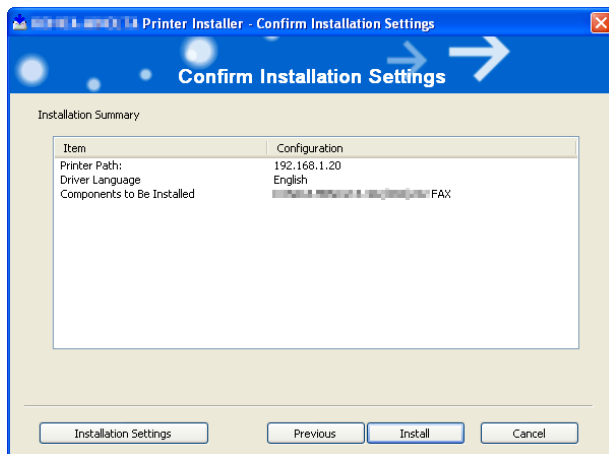 Printer Installer - Confirm Installation Settings
Confirm Installation Settings
Installation Summary
Item Configuration
Printer Path: 192.168.1.20
Driver Language English
Components to Be Installed FAX
Installation Settings Previous Install Cancel